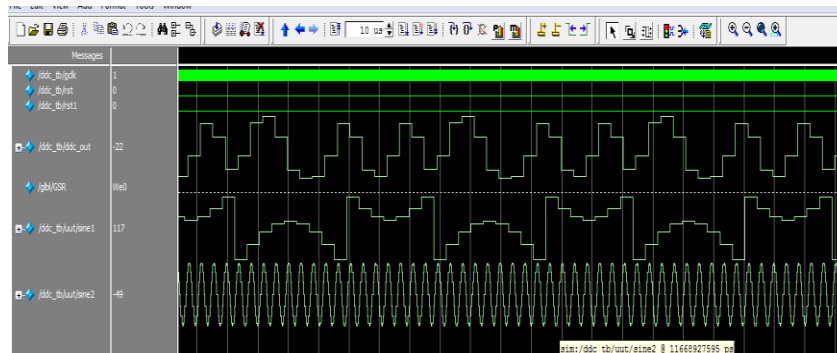 File Edit View Add Format Tools Window
10 us
Messages
/ddc_tb/gclk 1
/ddc_tb/rst 0
/ddc_tb/rst1 0
/ddc_tb/ddc_out -22
/glbl/GSR We0
/ddc_tb/uut/sine1 117
/ddc_tb/uut/sine2 -49
sim:/ddc_tb/uut/sine2 @ 11668927595 ps